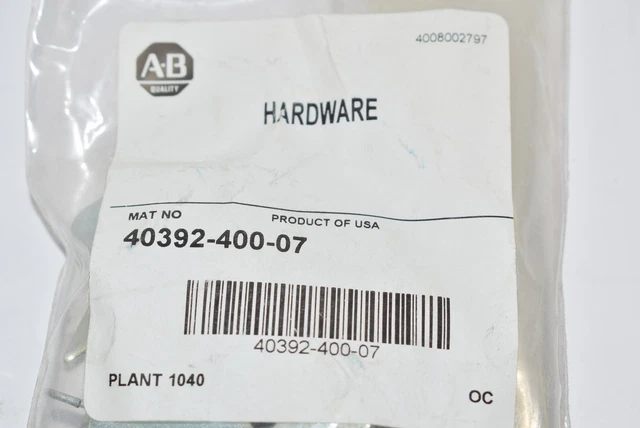 4008002797
A-B
QUALITY
HARDWARE
MAT NO PRODUCT OF USA
40392-400-07
40392-400-07
PLANT 1040
OC